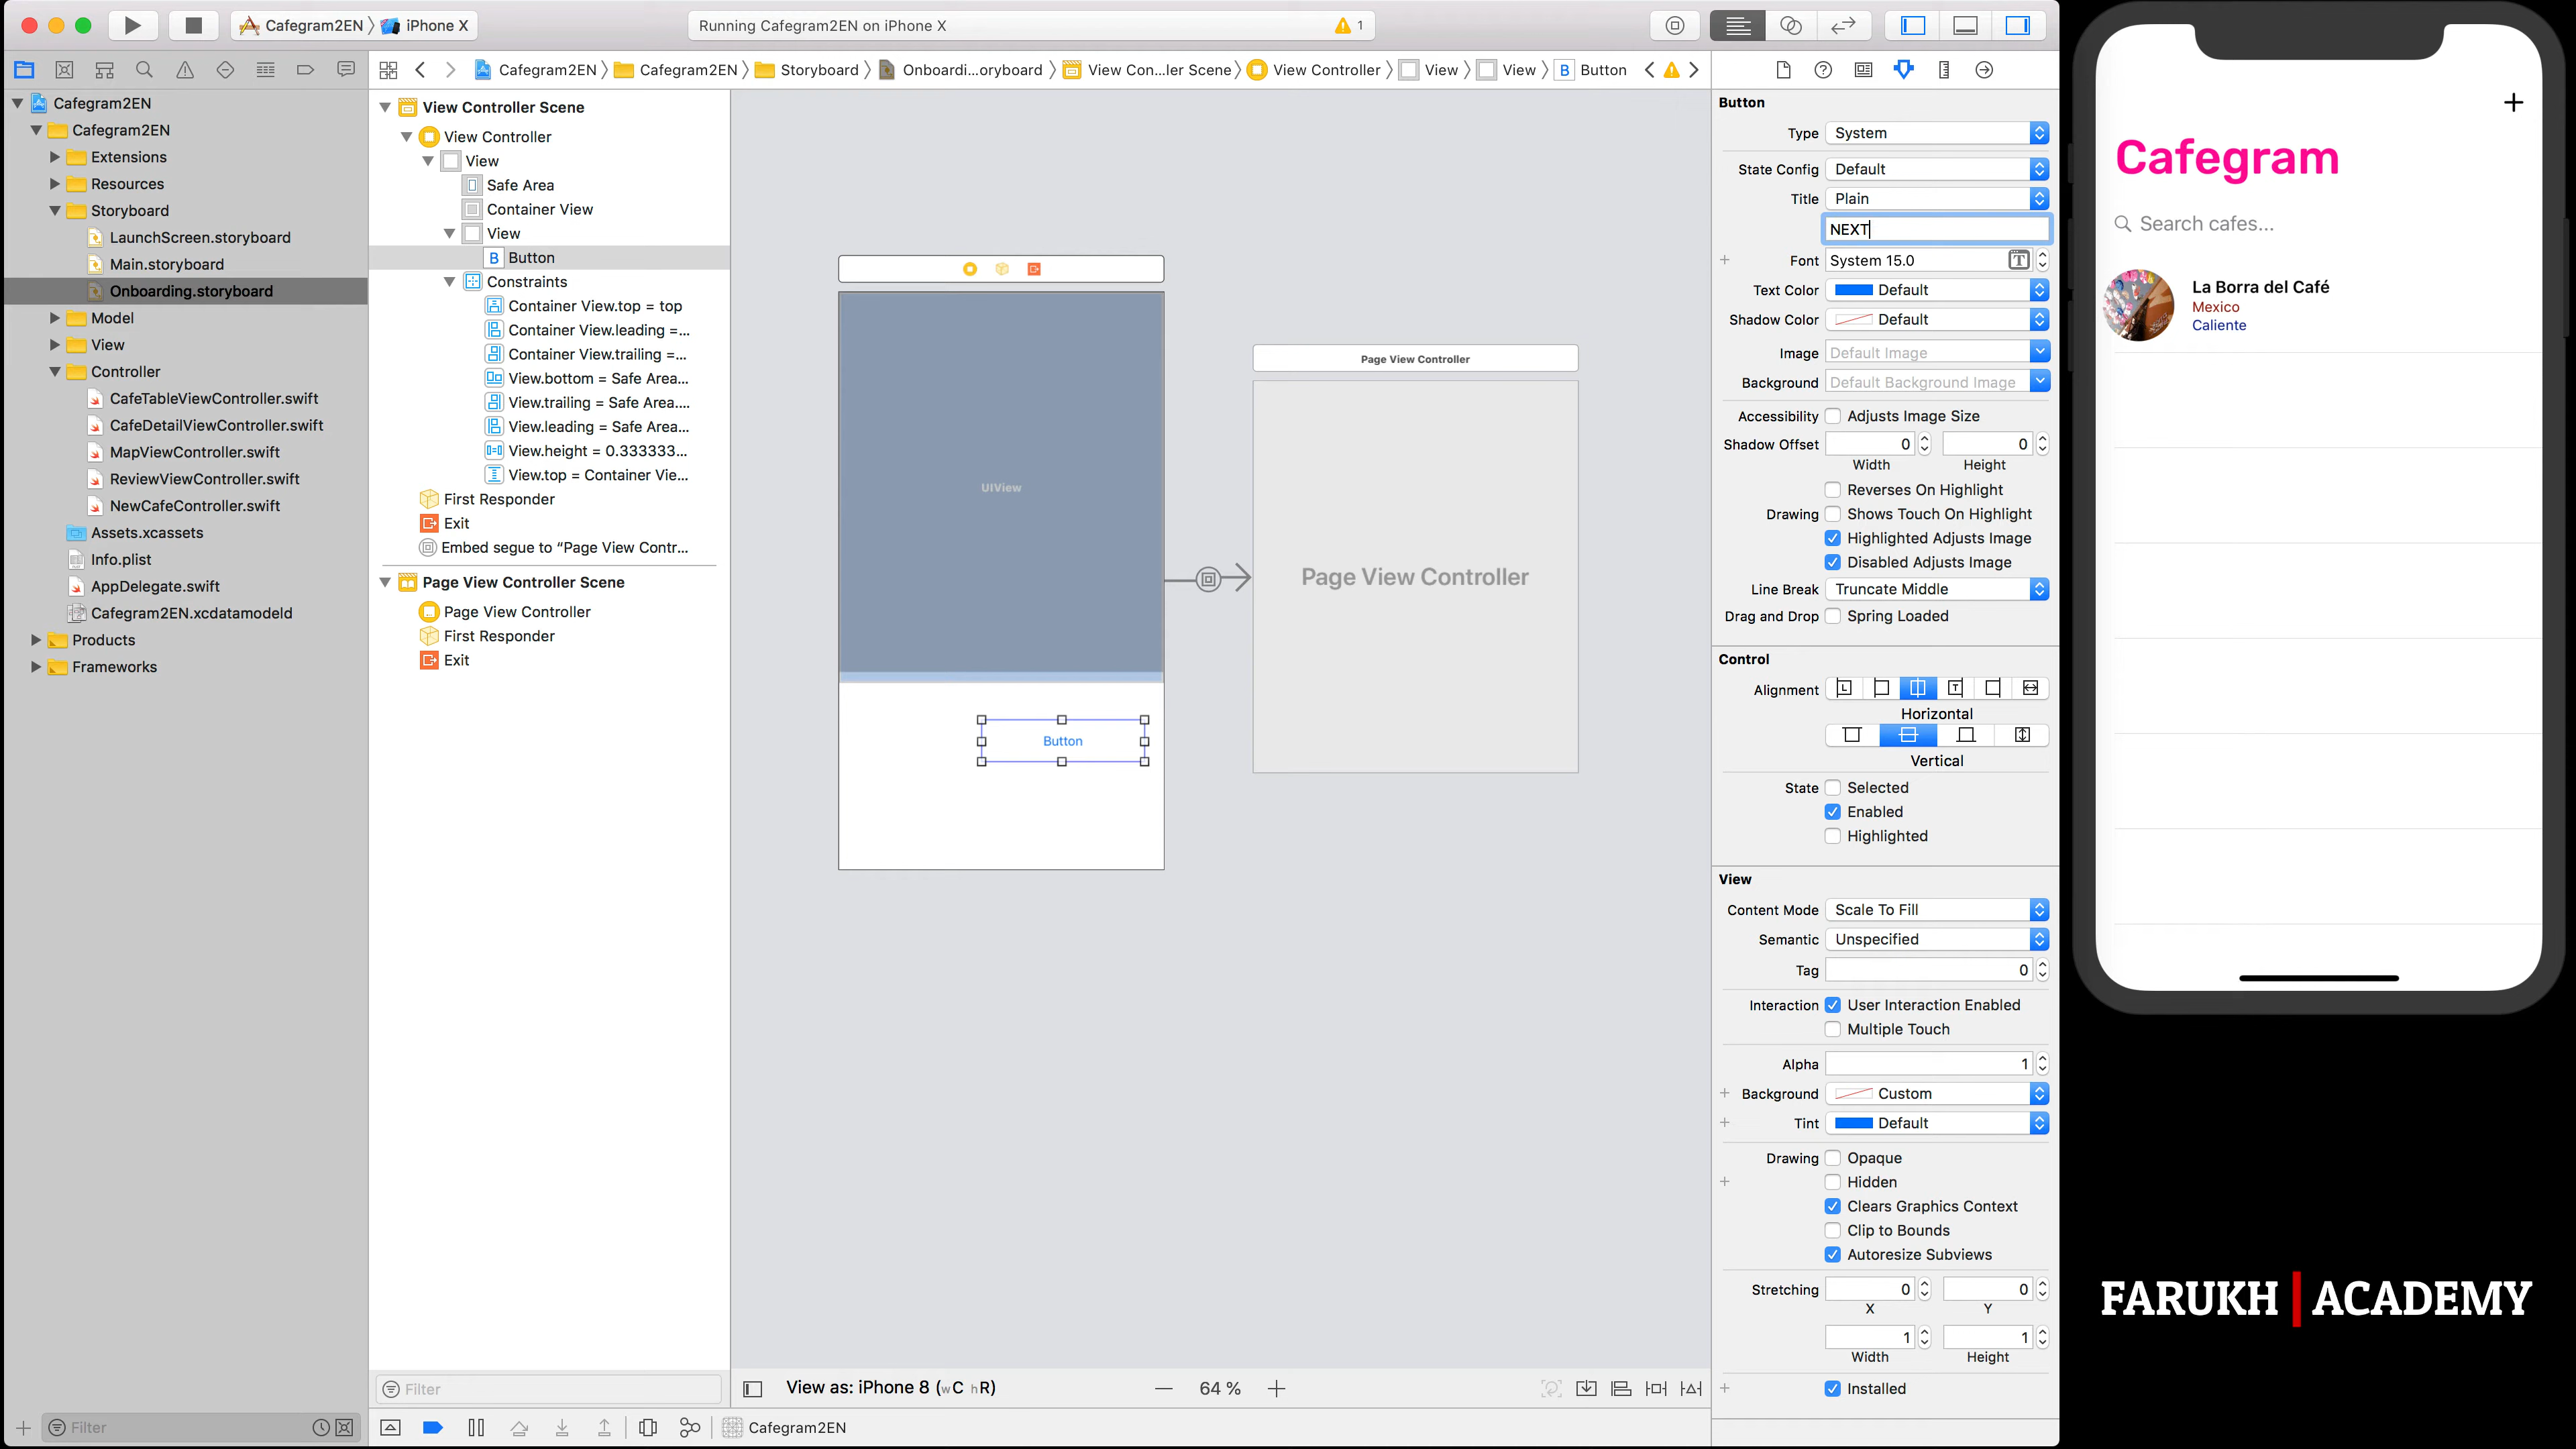 Cafegram2EN
iPhone X
Running Cafegram2EN on iPhone X
1
Cafegram2EN
Cafegram2EN
Storyboard
Onboardi...oryboard
View Con...ler Scene
View Controller
View
View
B Button
Cafegram2EN
Cafegram2EN
Extensions
Resources
Storyboard
LaunchScreen.storyboard
Main.storyboard
Onboarding.storyboard
Model
View
Controller
CafeTableViewController.swift
CafeDetailViewController.swift
MapViewController.swift
ReviewViewController.swift
NewCafeController.swift
Assets.xcassets
Info.plist
AppDelegate.swift
Cafegram2EN.xcdatamodeld
Products
Frameworks
Filter
View Controller Scene
View Controller
View
Safe Area
Container View
View
B Button
Constraints
Container View.top = top
Container View.leading =...
Container View.trailing =...
View.bottom = Safe Area...
View.trailing = Safe Area....
View.leading = Safe Area...
View.height = 0.333333...
View.top = Container Vie...
First Responder
Exit
Embed segue to “Page View Contr...
Page View Controller Scene
Page View Controller
First Responder
Exit
Filter
UIView
Button
Page View Controller
Page View Controller
View as: iPhone 8 (wC hR)
64 %
Cafegram2EN
Button
Type System
State Config Default
Title Plain
NEXT
Font System 15.0
Text Color Default
Shadow Color Default
Image Default Image
Background Default Background Image
Accessibility Adjusts Image Size
Shadow Offset 0 0
Width Height
Reverses On Highlight
Drawing Shows Touch On Highlight
Highlighted Adjusts Image
Disabled Adjusts Image
Line Break Truncate Middle
Drag and Drop Spring Loaded
Control
Alignment
Horizontal
Vertical
State Selected
Enabled
Highlighted
View
Content Mode Scale To Fill
Semantic Unspecified
Tag 0
Interaction User Interaction Enabled
Multiple Touch
Alpha 1
Background Custom
Tint Default
Drawing Opaque
Hidden
Clears Graphics Context
Clip to Bounds
Autoresize Subviews
Stretching 0 0
X Y
1 1
Width Height
Installed
Cafegram
Search cafes...
La Borra del Café
Mexico
Caliente
FARUKH | ACADEMY